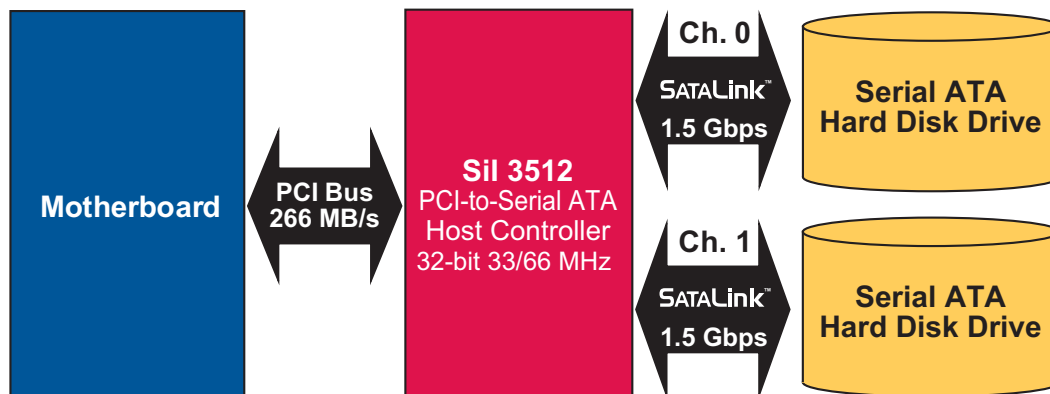 Motherboard
PCI Bus
266 MB/s
SiI 3512
PCI-to-Serial ATA
Host Controller
32-bit 33/66 MHz
Ch. 0
SATALink™
1.5 Gbps
Serial ATA
Hard Disk Drive
Ch. 1
SATALink™
1.5 Gbps
Serial ATA
Hard Disk Drive